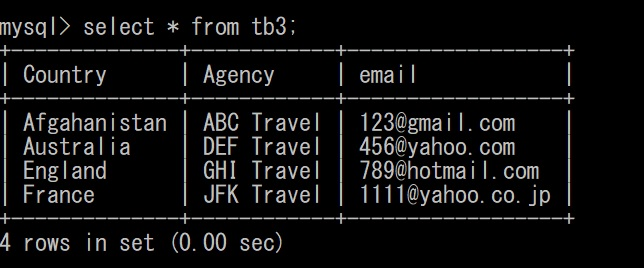 mysql> select * from tb3;
+--------------+------------+----------------+
| Country | Agency | email |
+--------------+------------+----------------+
| Afgahanistan | ABC Travel | 123@gmail.com |
| Australia | DEF Travel | 456@yahoo.com |
| England | GHI Travel | 789@hotmail.com |
| France | JFK Travel | 1111@yahoo.co.jp |
+--------------+------------+----------------+
4 rows in set (0.00 sec)